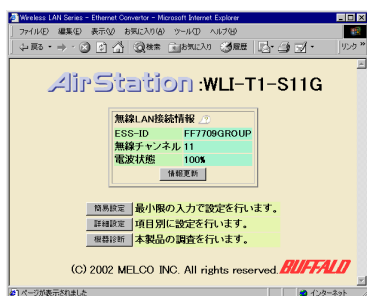 Wireless LAN Series - Ethernet Convertor - Microsoft Internet Explorer
ファイル(F) 編集(E) 表示(V) お気に入り(A) ツール(T) ヘルプ(H)
戻る 検索 お気に入り 履歴 リンク
AirStation :WLI-T1-S11G
無線LAN接続情報
ESS-ID FF7709GROUP
無線チャンネル 11
電波状態 100%
情報更新
簡易設定 最小限の入力で設定を行います。
詳細設定 項目別に設定を行います。
機器診断 本製品の調査を行います。
(C) 2002 MELCO INC. All rights reserved. BUFFALO
ページが表示されました インターネット